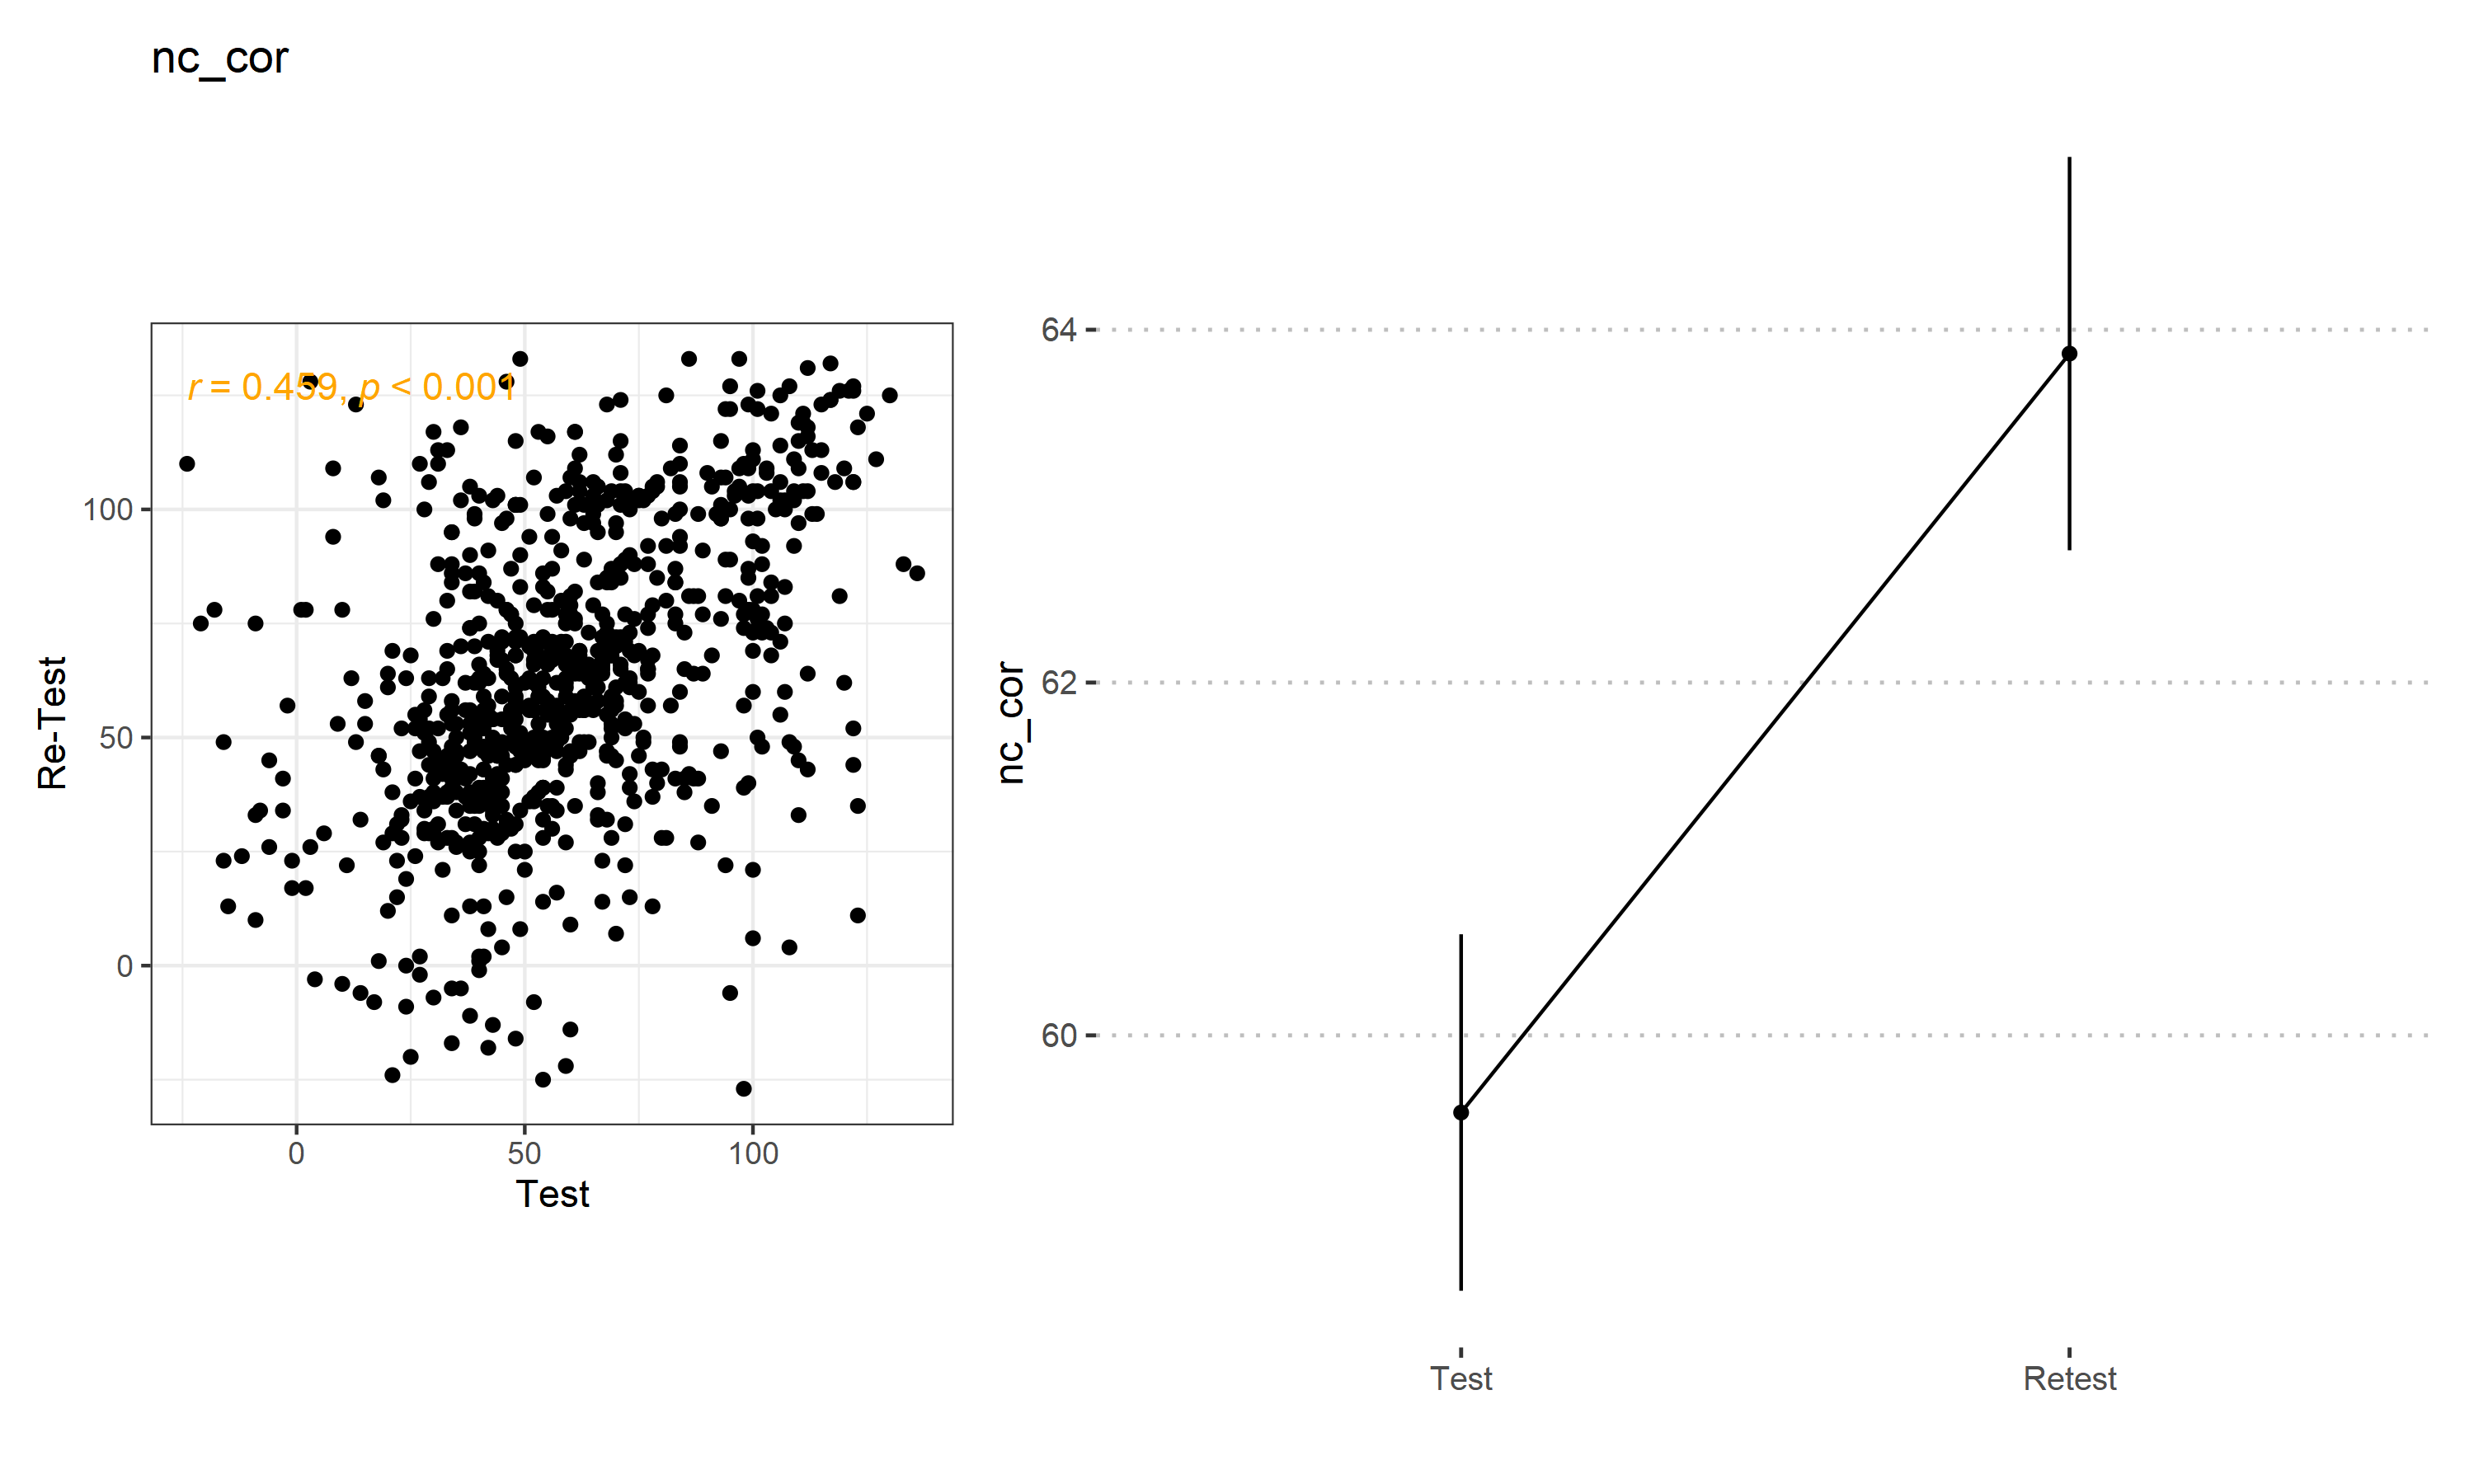 nc_cor
r = 0.459, p < 0.001
Re-Test
100
50
0
0
50
100
Test
nc_cor
64
62
60
Test
Retest